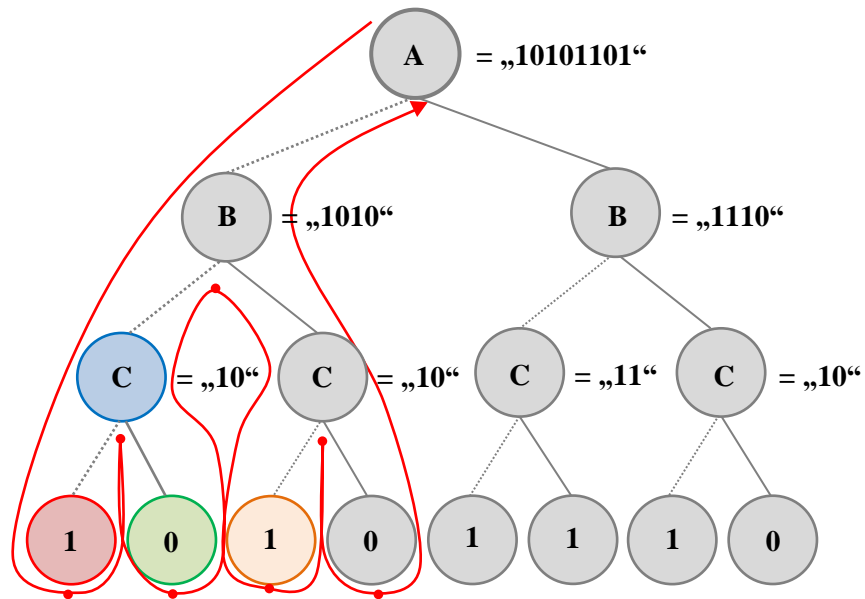 A = „10101101“
B = „1010“ B = „1110“
C = „10“ C = „10“ C = „11“ C = „10“
1 0 1 0 1 1 1 0